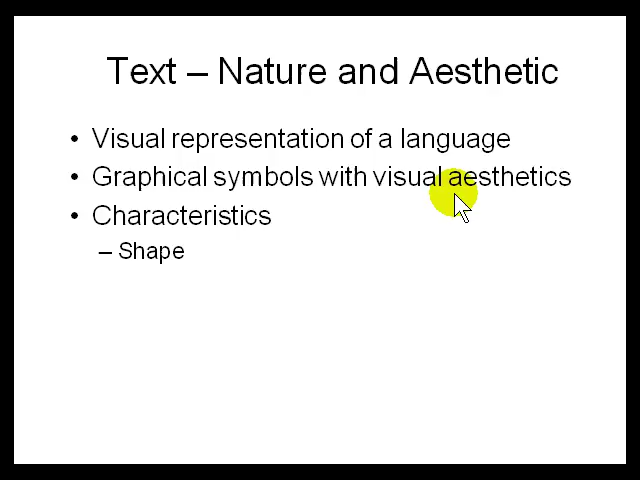 Text – Nature and Aesthetic
• Visual representation of a language
• Graphical symbols with visual aesthetics
• Characteristics
– Shape